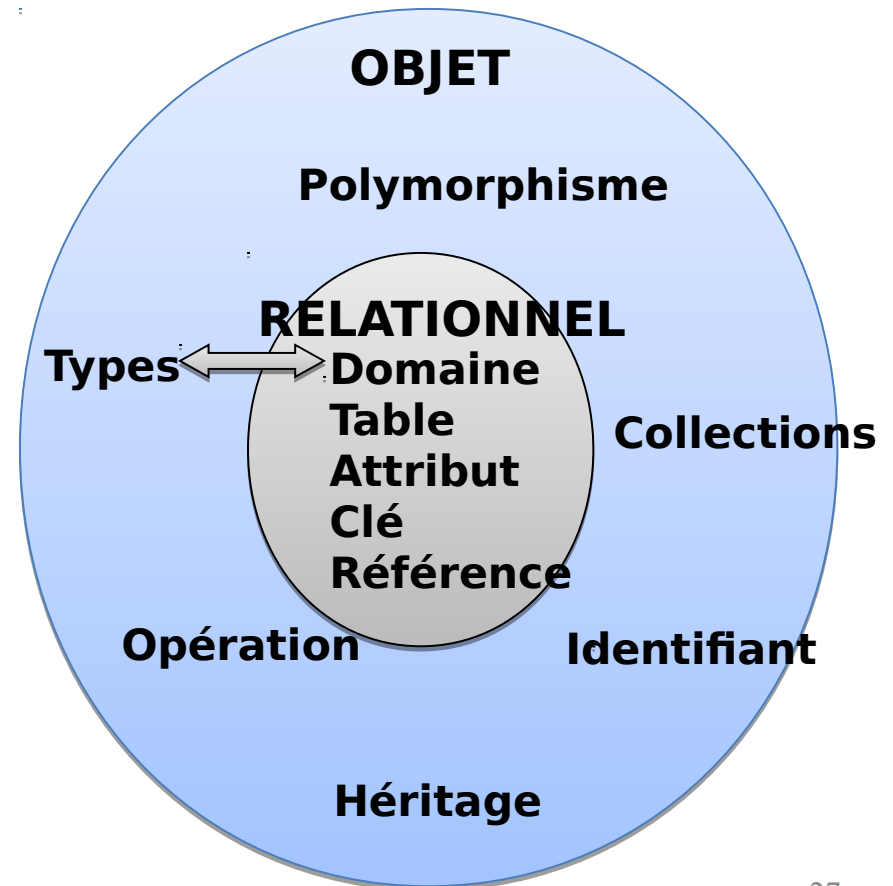 OBJET
Polymorphisme
RELATIONNEL
Types
Domaine
Table
Collections
Attribut
Clé
Référence
Opération
Identifiant
Héritage